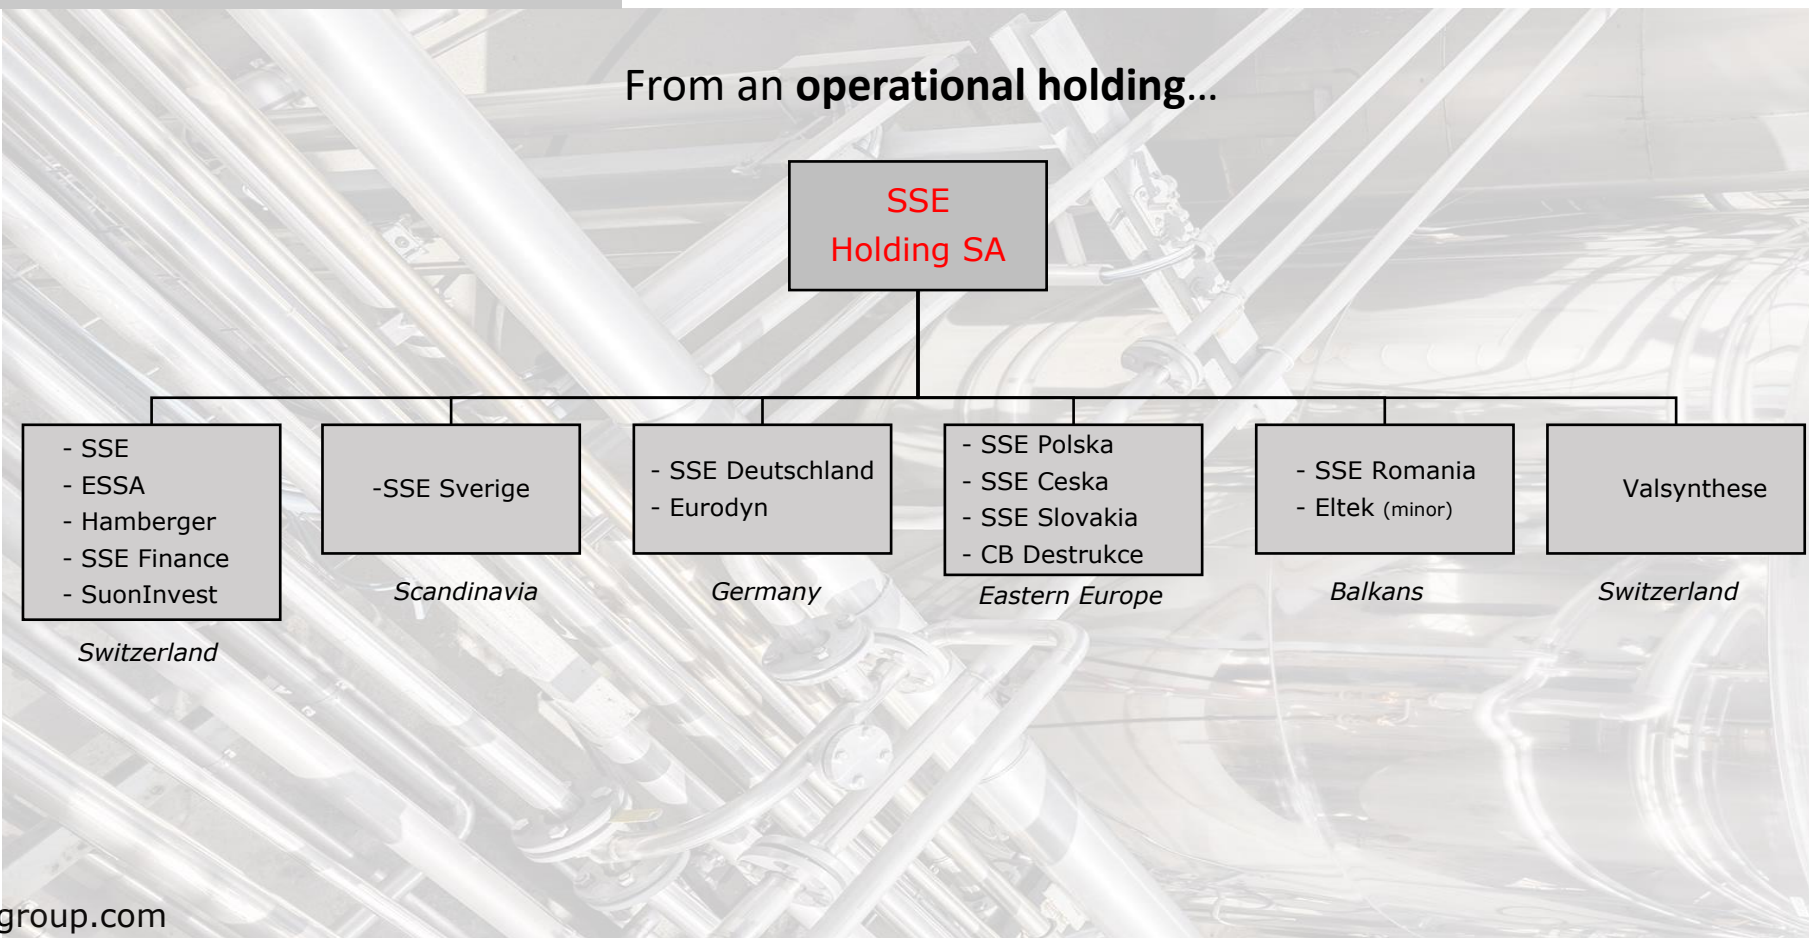 From an operational holding...
SSE
Holding SA
- SSE
- ESSA
- Hamberger
- SSE Finance
- SuonInvest
Switzerland
-SSE Sverige
Scandinavia
- SSE Deutschland
- Eurodyn
Germany
- SSE Polska
- SSE Ceska
- SSE Slovakia
- CB Destrukce
Eastern Europe
- SSE Romania
- Eltek (minor)
Balkans
Valsynthese
Switzerland
group.com